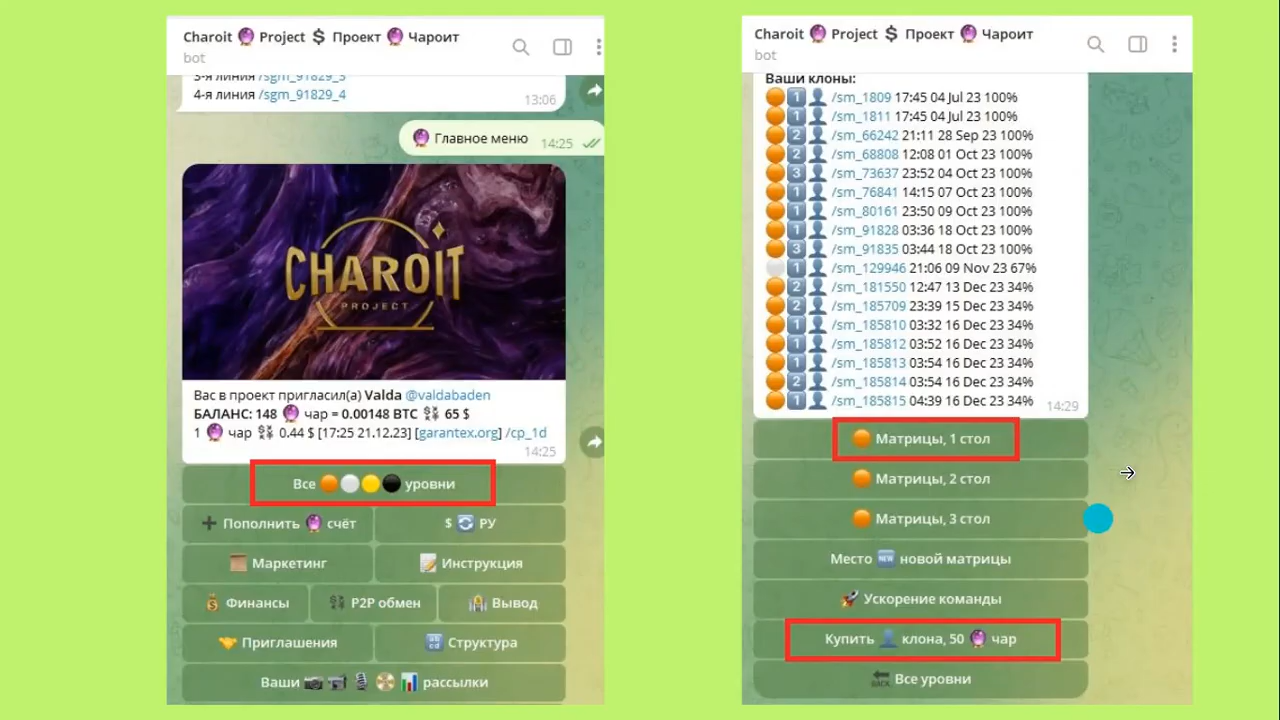 Charoit 🔮 Project $ Проект 🔮 Чароит
bot
3-я линия /sgm_91829_3
4-я линия /sgm_91829_4
13:06
🔮 Главное меню 14:25
CHAROIT
PROJECT
Вас в проект пригласил(а) Valda @valdabaden
БАЛАНС: 148 🔮 чар = 0.00148 BTC 💱 65 $
1 🔮 чар 💱 0.44 $ [17:25 21.12.23] [garantex.org] /cp_1d
14:25
Все 🟠⚪🟡⚫ уровни
➕ Пополнить 🔮 счёт
$ 🔄 РУ
Маркетинг
📝 Инструкция
💰 Финансы
💱 P2P обмен
🏦 Вывод
🤝 Приглашения
🔡 Структура
Ваши 📷 📹 🎙 📀 📊 рассылки
Charoit 🔮 Project $ Проект 🔮 Чароит
bot
Ваши клоны:
🟠 1 👤 /sm_1809 17:45 04 Jul 23 100%
🟠 1 👤 /sm_1811 17:45 04 Jul 23 100%
🟠 2 👤 /sm_66242 21:11 28 Sep 23 100%
🟠 2 👤 /sm_68808 12:08 01 Oct 23 100%
🟠 3 👤 /sm_73637 23:52 04 Oct 23 100%
🟠 1 👤 /sm_76841 14:15 07 Oct 23 100%
🟠 1 👤 /sm_80161 23:50 09 Oct 23 100%
🟠 1 👤 /sm_91828 03:36 18 Oct 23 100%
🟠 3 👤 /sm_91835 03:44 18 Oct 23 100%
⚪ 1 👤 /sm_129946 21:06 09 Nov 23 67%
🟠 2 👤 /sm_181550 12:47 13 Dec 23 34%
🟠 2 👤 /sm_185709 23:39 15 Dec 23 34%
🟠 1 👤 /sm_185810 03:32 16 Dec 23 34%
🟠 1 👤 /sm_185812 03:52 16 Dec 23 34%
🟠 1 👤 /sm_185813 03:54 16 Dec 23 34%
🟠 2 👤 /sm_185814 03:54 16 Dec 23 34%
🟠 1 👤 /sm_185815 04:39 16 Dec 23 34%
14:29
🟠 Матрицы, 1 стол
🟠 Матрицы, 2 стол
🟠 Матрицы, 3 стол
Место 🆕 новой матрицы
🚀 Ускорение команды
Купить 👤 клона, 50 🔮 чар
🔙 Все уровни